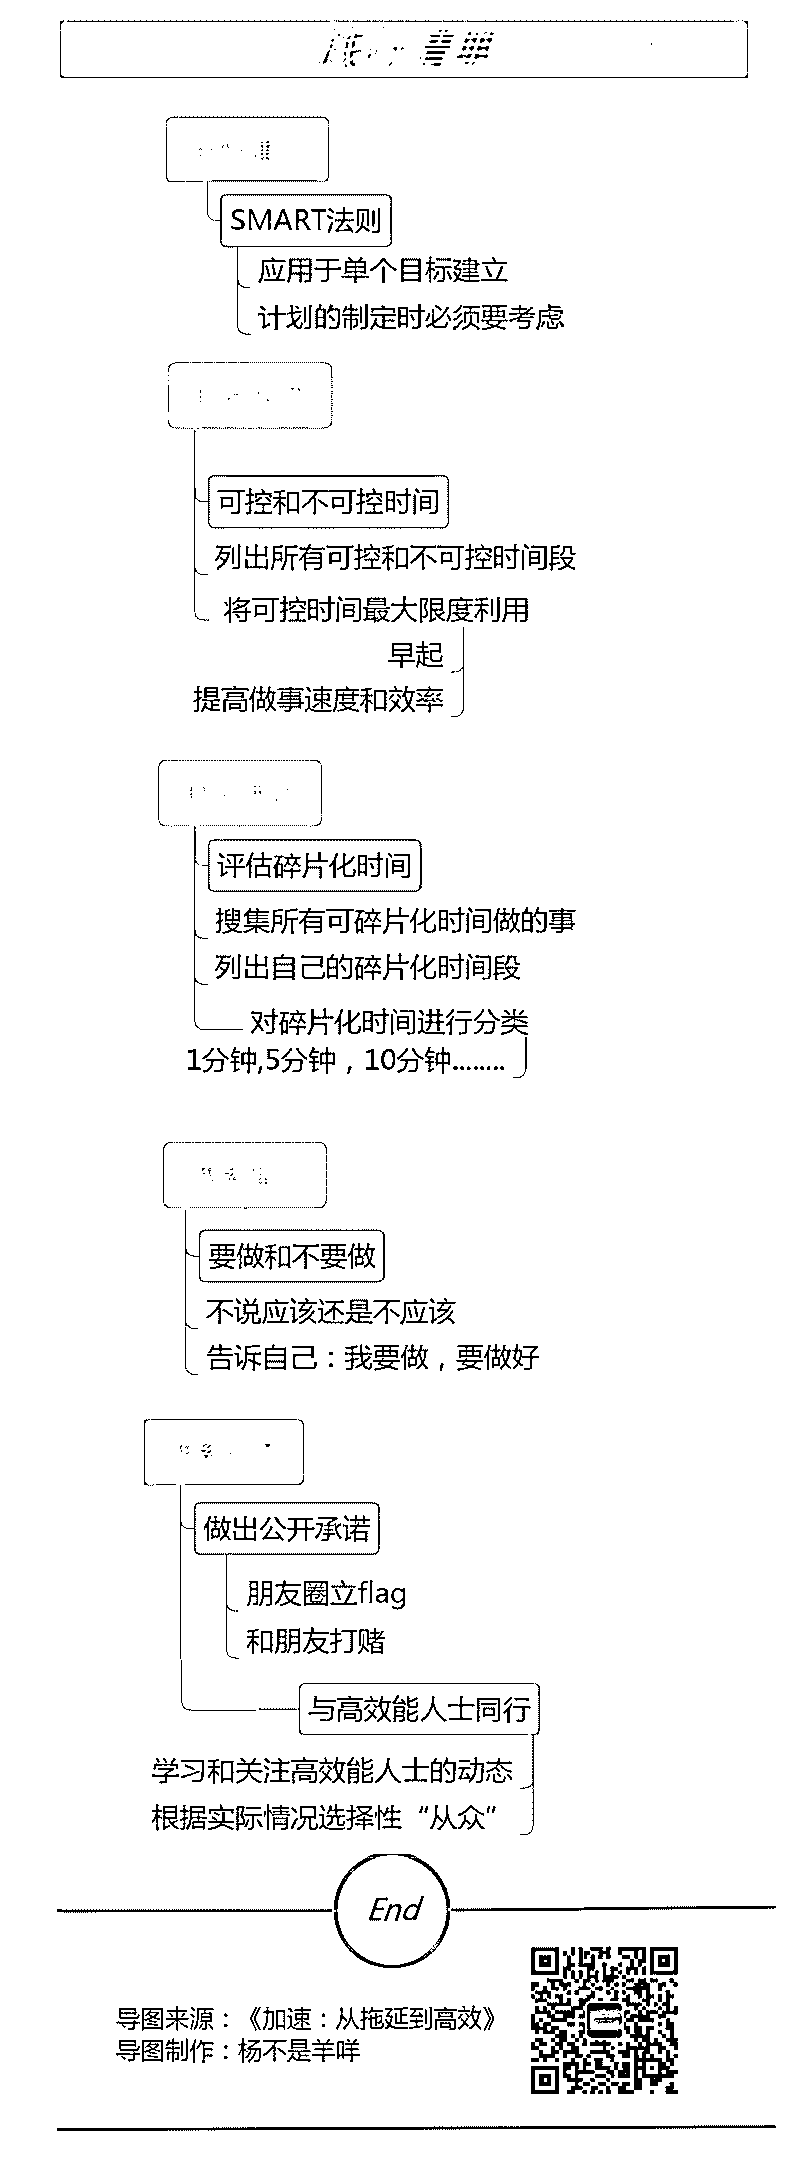 SMART法则
应用于单个目标建立
计划的制定时必须要考虑
可控和不可控时间
列出所有可控和不可控时间段
将可控时间最大限度利用
早起
提高做事速度和效率
评估碎片化时间
搜集所有可碎片化时间做的事
列出自己的碎片化时间段
对碎片化时间进行分类
1分钟,5分钟，10分钟........
要做和不要做
不说应该还是不应该
告诉自己：我要做，要做好
做出公开承诺
朋友圈立flag
和朋友打赌
与高效能人士同行
学习和关注高效能人士的动态
根据实际情况选择性“从众”
End
导图来源：《加速：从拖延到高效》
导图制作：杨不是羊咩